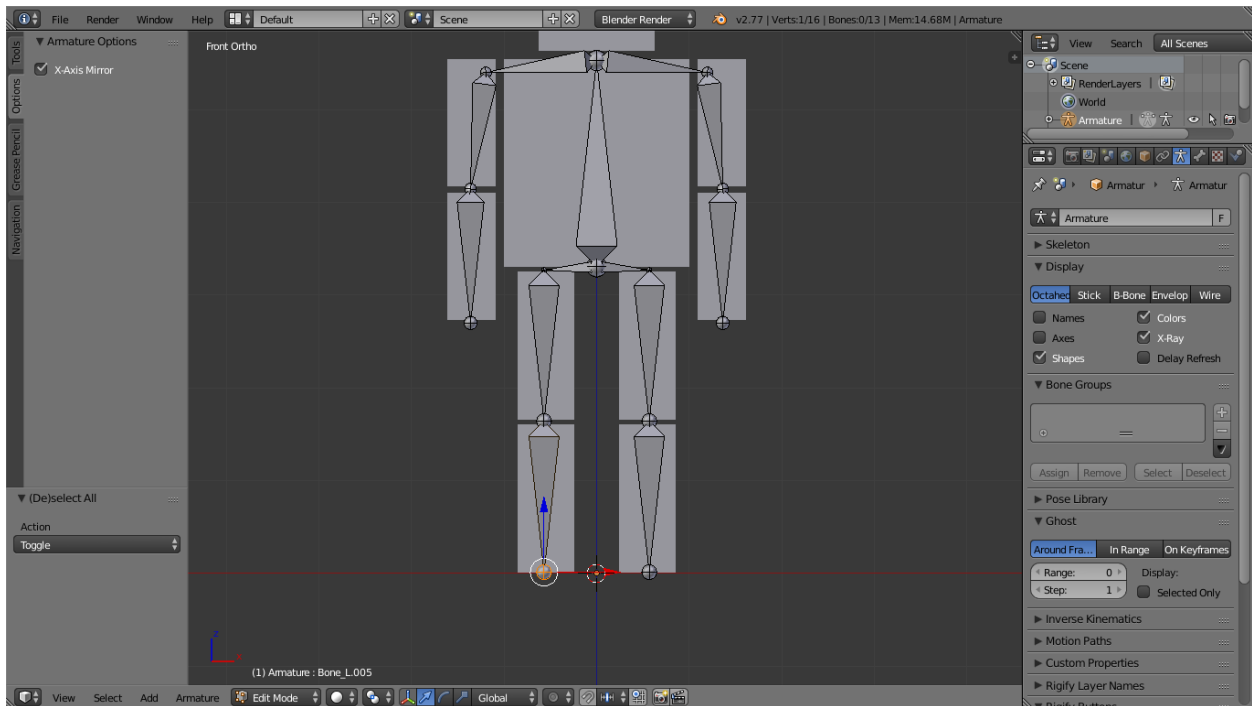 File Render Window Help Default Scene Blender Render v2.77 | Verts:1/16 | Bones:0/13 | Mem:14.68M | Armature
Tools
Options
Grease Pencil
Navigation
Armature Options
X-Axis Mirror
(De)select All
Action
Toggle
Front Ortho
z
(1) Armature : Bone_L.005
View Select Add Armature Edit Mode Global
View Search All Scenes
Scene
RenderLayers |
World
Armature |
Armatur Armatur
Armature F
Skeleton
Display
Octahed Stick B-Bone Envelop Wire
Names Colors
Axes X-Ray
Shapes Delay Refresh
Bone Groups
Assign Remove Select Deselect
Pose Library
Ghost
Around Fra... In Range On Keyframes
Range: 0 Display:
Step: 1 Selected Only
Inverse Kinematics
Motion Paths
Custom Properties
Rigify Layer Names
Rigify Buttons